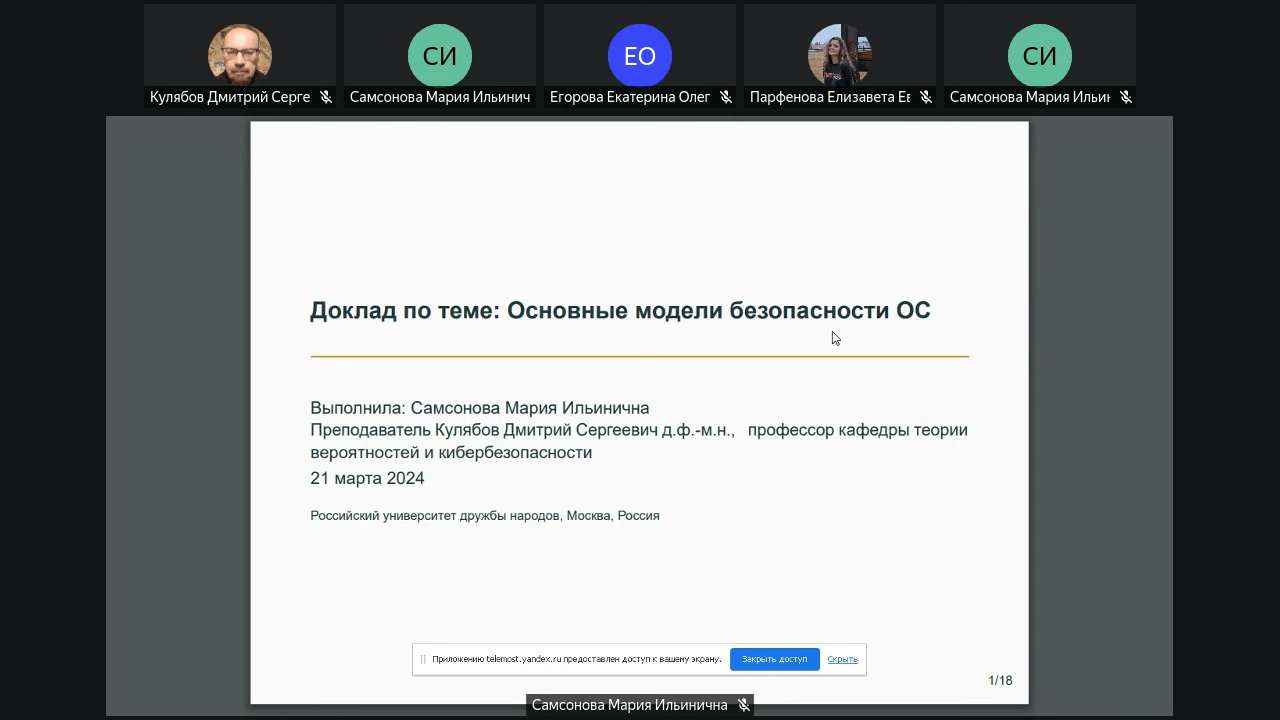 СИ
ЕО
СИ
Кулябов Дмитрий Серге
Самсонова Мария Ильинич
Егорова Екатерина Олег
Парфенова Елизавета Ев
Самсонова Мария Ильин
Доклад по теме: Основные модели безопасности ОС
Выполнила: Самсонова Мария Ильинична
Преподаватель Кулябов Дмитрий Сергеевич д.ф.-м.н., профессор кафедры теории
вероятностей и кибербезопасности
21 марта 2024
Российский университет дружбы народов, Москва, Россия
Приложению telemost.yandex.ru предоставлен доступ к вашему экрану.
Закрыть доступ
Скрыть
1/18
Самсонова Мария Ильинична